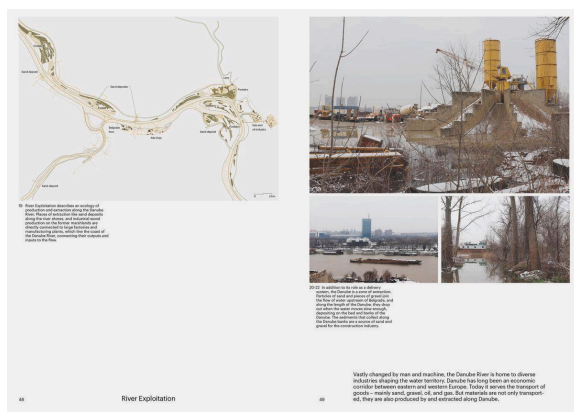 Sand deposit
Sand deposits
Pančevo
Belgrade
Sand deposit
Sand deposit
19 River Exploitation describes an ecology of
production and extraction along the Danube
River. Places of extraction like sand deposits
along the river shores, and industrial wood
production on the former marshlands are
directly connected to large factories and
manufacturing plants, which line the coast of
the Danube River, connecting their outputs and
inputs to the flow.
20-22 In addition to its role as a delivery
system, the Danube is a zone of extraction.
Particles of sand and pieces of gravel join
the flow of water upstream of Belgrade, and
along the length of the Danube, they drop
out when the water moves slow enough,
depositing on the bed and banks of the
Danube. The sediments that collect along
the Danube banks are a source of sand and
gravel for the construction industry.
Vastly changed by man and machine, the Danube River is home to diverse
industries shaping the water territory. Danube has long been an economic
corridor between eastern and western Europe. Today it serves the transport of
goods – mainly sand, gravel, oil, and gas. But materials are not only transport-
ed, they are also produced by and extracted along Danube.
48
River Exploitation
49